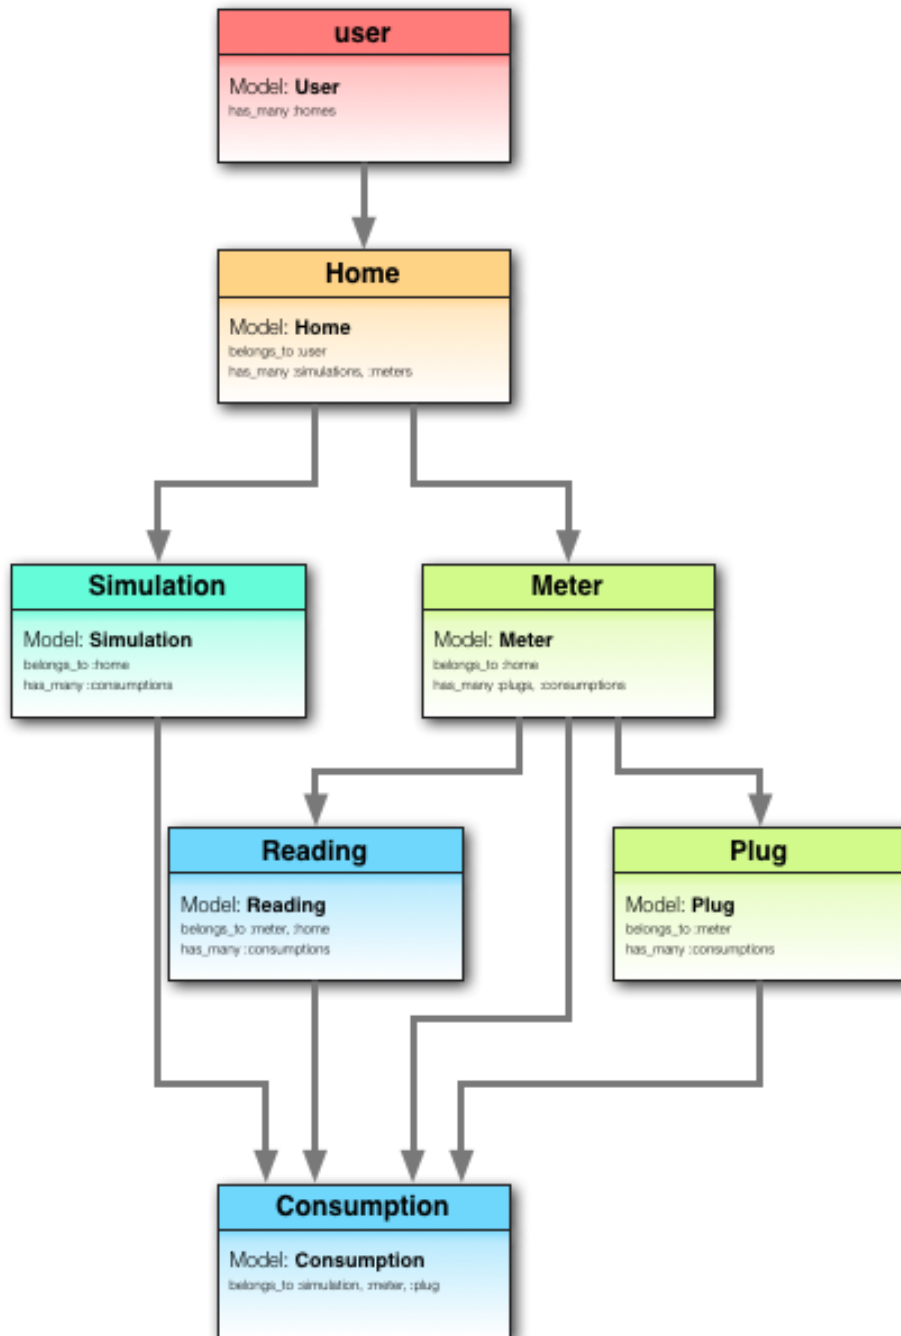 user
Model: User
has_many :homes
Home
Model: Home
belongs_to :user
has_many :simulations, :meters
Simulation
Model: Simulation
belongs_to :home
has_many :consumptions
Meter
Model: Meter
belongs_to :home
has_many :plugs, :consumptions
Reading
Model: Reading
belongs_to :meter, :home
has_many :consumptions
Plug
Model: Plug
belongs_to :meter
has_many :consumptions
Consumption
Model: Consumption
belongs_to :simulation, :meter, :plug